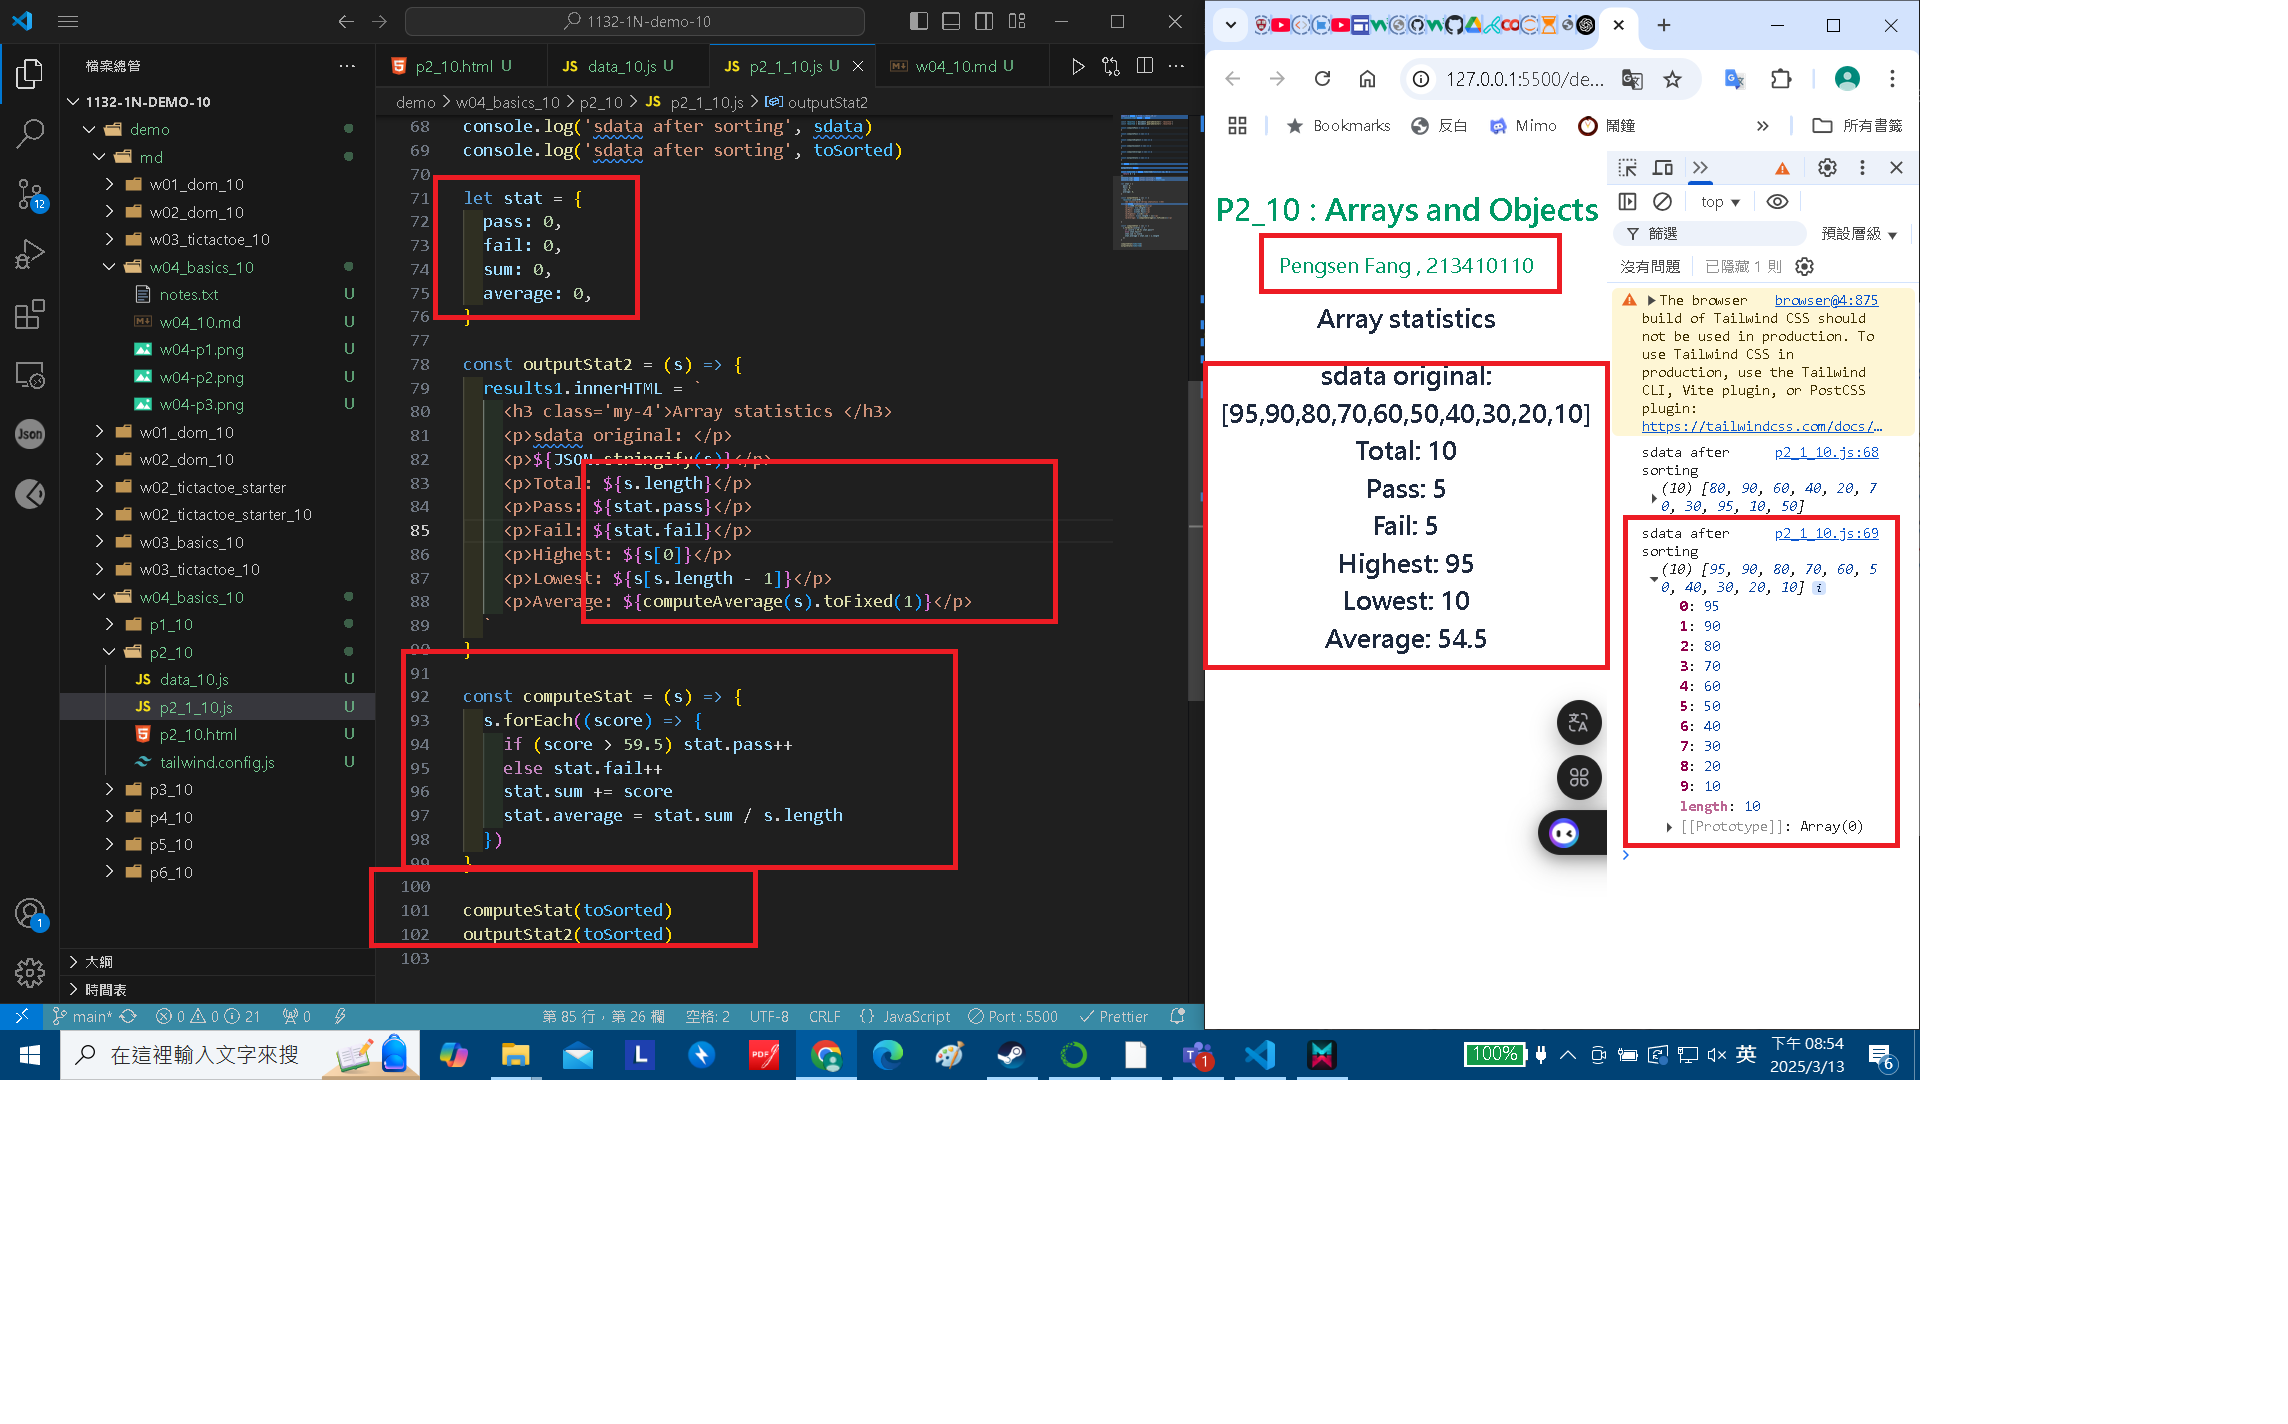 1132-1N-demo-10
檔案總管
1132-1N-DEMO-10
demo
md
w01_dom_10
w02_dom_10
w03_tictactoe_10
w04_basics_10
notes.txt U
w04_10.md U
w04-p1.png U
w04-p2.png U
w04-p3.png U
w01_dom_10
w02_dom_10
w02_tictactoe_starter
w02_tictactoe_starter_10
w03_basics_10
w03_tictactoe_10
w04_basics_10
p1_10
p2_10
data_10.js U
p2_1_10.js U
p2_10.html U
tailwind.config.js U
p3_10
p4_10
p5_10
p6_10
大綱
時間表
12
Json
1
p2_10.html U
data_10.js U
p2_1_10.js U
w04_10.md U
demo > w04_basics_10 > p2_10 > JS p2_1_10.js > outputStat2
68 console.log('sdata after sorting', sdata)
69 console.log('sdata after sorting', toSorted)
70
71 let stat = {
72 pass: 0,
73 fail: 0,
74 sum: 0,
75 average: 0,
76 }
77
78 const outputStat2 = (s) => {
79 results1.innerHTML = `
80 <h3 class='my-4'>Array statistics </h3>
81 <p>sdata original: </p>
82 <p>${JSON.stringify(s)}</p>
83 <p>Total: ${s.length}</p>
84 <p>Pass: ${stat.pass}</p>
85 <p>Fail: ${stat.fail}</p>
86 <p>Highest: ${s[0]}</p>
87 <p>Lowest: ${s[s.length - 1]}</p>
88 <p>Average: ${computeAverage(s).toFixed(1)}</p>
89 `
90 }
91
92 const computeStat = (s) => {
93 s.forEach((score) => {
94 if (score > 59.5) stat.pass++
95 else stat.fail++
96 stat.sum += score
97 stat.average = stat.sum / s.length
98 })
99 }
100
101 computeStat(toSorted)
102 outputStat2(toSorted)
103
main* 0 0 21 0 第 85 行，第 26 欄 空格: 2 UTF-8 CRLF {} JavaScript Port : 5500 Prettier
127.0.0.1:5500/de...
Bookmarks 反白 Mimo 鬧鐘 » 所有書籤
P2_10 : Arrays and Objects
Pengsen Fang , 213410110
Array statistics
sdata original:
[95,90,80,70,60,50,40,30,20,10]
Total: 10
Pass: 5
Fail: 5
Highest: 95
Lowest: 10
Average: 54.5
top
篩選 預設層級
沒有問題 已隱藏 1 則
The browser browser@4:875
build of Tailwind CSS should
not be used in production. To
use Tailwind CSS in
production, use the Tailwind
CLI, Vite plugin, or PostCSS
plugin:
https://tailwindcss.com/docs/…
sdata after p2_1_10.js:68
sorting
(10) [80, 90, 60, 40, 20, 7
0, 30, 95, 10, 50]
sdata after p2_1_10.js:69
sorting
(10) [95, 90, 80, 70, 60, 5
0, 40, 30, 20, 10] i
0: 95
1: 90
2: 80
3: 70
4: 60
5: 50
6: 40
7: 30
8: 20
9: 10
length: 10
[[Prototype]]: Array(0)
在這裡輸入文字來搜
L
PDF
1
100%
英
下午 08:54
2025/3/13
6